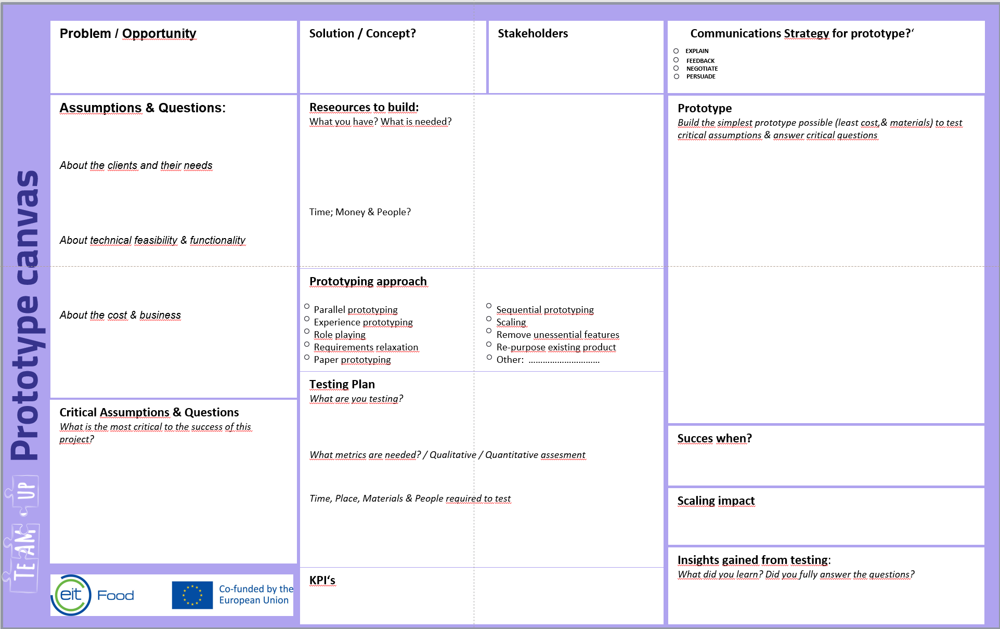 Prototype canvas
TEAM UP
Problem / Opportunity
Assumptions & Questions:
About the clients and their needs
About technical feasibility & functionality
About the cost & business
Critical Assumptions & Questions
What is the most critical to the success of this
project?
eit Food
Co-funded by the
European Union
Solution / Concept?
Stakeholders
Reseources to build:
What you have? What is needed?
Time; Money & People?
Prototyping approach
Parallel prototyping
Experience prototyping
Role playing
Requirements relaxation
Paper prototyping
Sequential prototyping
Scaling
Remove unessential features
Re-purpose existing product
Other: ..............................
Testing Plan
What are you testing?
What metrics are needed? / Qualitative / Quantitative assesment
Time, Place, Materials & People required to test
KPI‘s
Communications Strategy for prototype?‘
EXPLAIN
FEEDBACK
NEGOTIATE
PERSUADE
Prototype
Build the simplest prototype possible (least cost,& materials) to test
critical assumptions & answer critical questions
Succes when?
Scaling impact
Insights gained from testing:
What did you learn? Did you fully answer the questions?